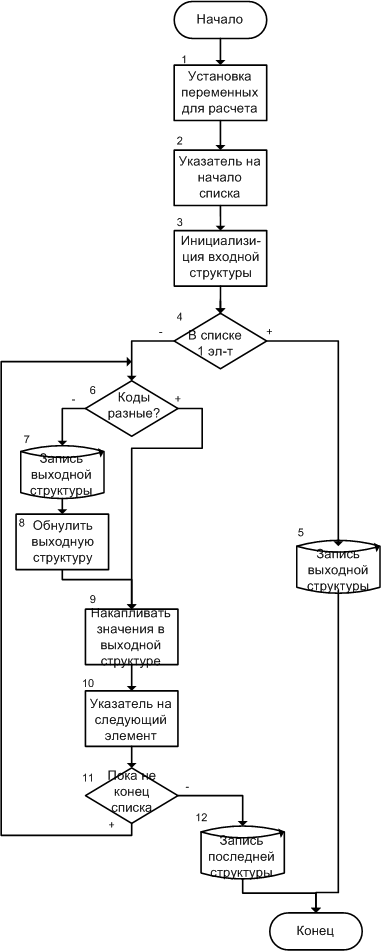 Начало
1
Установка
переменных
для расчета
2
Указатель на
начало
списка
3
Инициализи-
ция входной
структуры
4
В списке
1 эл-т
-
+
6
Коды
разные?
-
+
7
Запись
выходной
структуры
8
Обнулить
выходную
структуру
5
Запись
выходной
структуры
9
Накапливать
значения в
выходной
структуре
10
Указатель на
следующий
элемент
11
Пока не
конец
списка
-
+
12
Запись
последней
структуры
Конец